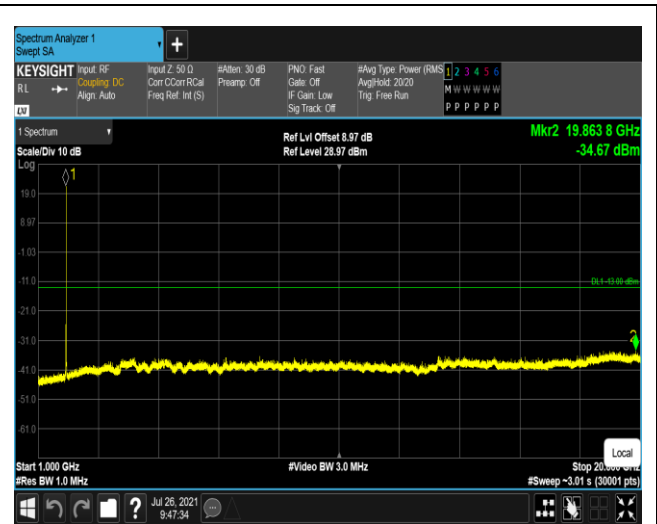 Spectrum Analyzer 1
Swept SA
+
KEYSIGHT
RL
LXI
Input: RF
Coupling: DC
Align: Auto
Input Z: 50 Ω
Corr CCorr RCal
Freq Ref: Int (S)
#Atten: 30 dB
Preamp: Off
PNO: Fast
Gate: Off
IF Gain: Low
Sig Track: Off
#Avg Type: Power (RMS
Avg|Hold: 20/20
Trig: Free Run
1 2 3 4 5 6
M W W W W W
P P P P P P
1 Spectrum
Scale/Div 10 dB
Log
Ref Lvl Offset 8.97 dB
Ref Level 28.97 dBm
Mkr2 19.863 8 GHz
-34.67 dBm
1
19.0
8.97
-1.03
-11.0
DL1 -13.00 dBm
-21.0
-31.0
2
-41.0
-51.0
-61.0
Local
Start 1.000 GHz
#Video BW 3.0 MHz
Stop 20.000 GHz
#Res BW 1.0 MHz
#Sweep ~3.01 s (30001 pts)
?
Jul 26, 2021
9:47:34